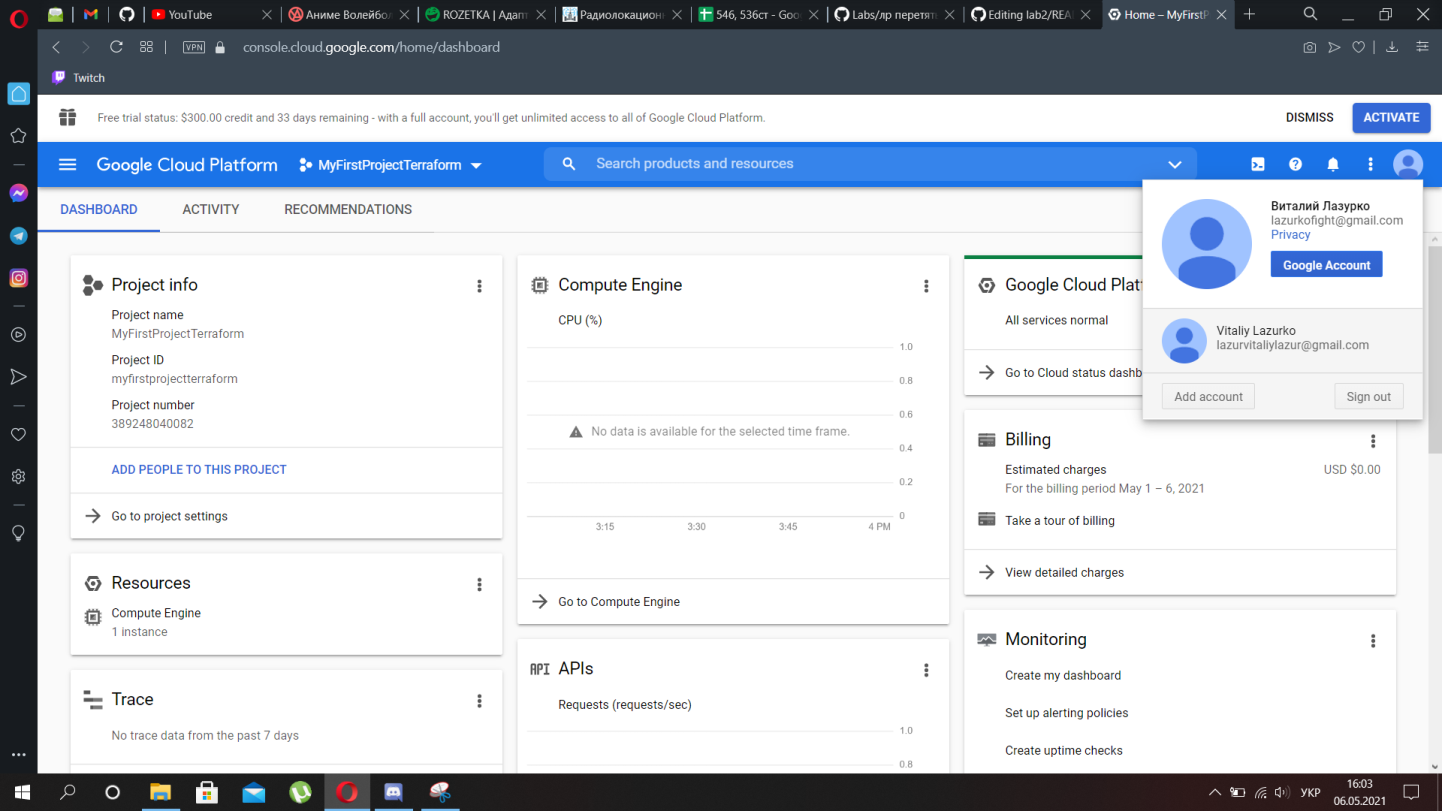 YouTube
Аниме Волейбол
ROZETKA | Адапт
Радиолокацион
546, 536ст - Goo
Labs/лр перетят
Editing lab2/REA
Home – MyFirstP
VPN
console.cloud.google.com/home/dashboard
Twitch
Free trial status: $300.00 credit and 33 days remaining - with a full account, you'll get unlimited access to all of Google Cloud Platform.
DISMISS
ACTIVATE
Google Cloud Platform
MyFirstProjectTerraform
Search products and resources
DASHBOARD
ACTIVITY
RECOMMENDATIONS
Виталий Лазурко
lazurkofight@gmail.com
Privacy
Google Account
Vitaliy Lazurko
lazurvitaliylazur@gmail.com
Add account
Sign out
Project info
Project name
MyFirstProjectTerraform
Project ID
myfirstprojectterraform
Project number
389248040082
ADD PEOPLE TO THIS PROJECT
Go to project settings
Resources
Compute Engine
1 instance
Trace
No trace data from the past 7 days
Compute Engine
CPU (%)
1.0
0.8
0.6
No data is available for the selected time frame.
0.4
0.2
0
3:15
3:30
3:45
4 PM
Go to Compute Engine
API
APIs
Requests (requests/sec)
1.0
0.8
Google Cloud Plat
All services normal
Go to Cloud status dashb
Billing
Estimated charges
USD $0.00
For the billing period May 1 – 6, 2021
Take a tour of billing
View detailed charges
Monitoring
Create my dashboard
Set up alerting policies
Create uptime checks
УКР
16:03
06.05.2021